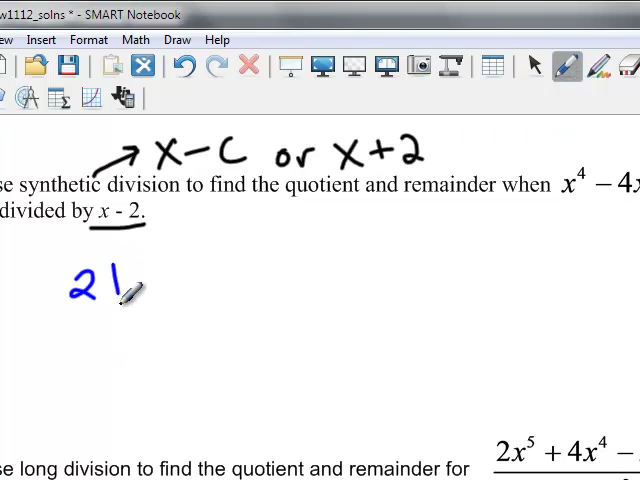 w1112_solns * - SMART Notebook
ew Insert Format Math Draw Help
x-c or x+2
se synthetic division to find the quotient and remainder when x⁴ − 4x
divided by x - 2.
2
2x⁵ + 4x⁴ −
se long division to find the quotient and remainder for